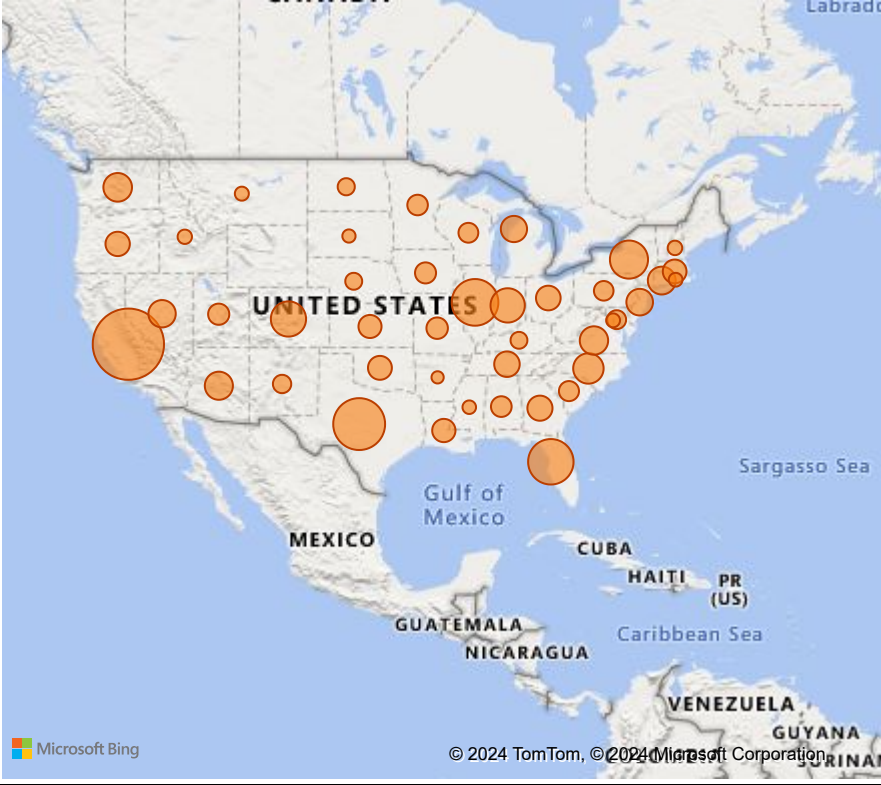 Labrado
UNITED STATES
Sargasso Sea
Gulf of
Mexico
MEXICO
CUBA
HAITI
PR
(US)
GUATEMALA
Caribbean Sea
NICARAGUA
VENEZUELA
GUYANA
Microsoft Bing
© 2024 TomTom, © 2024 Microsoft Corporation
SURINAM